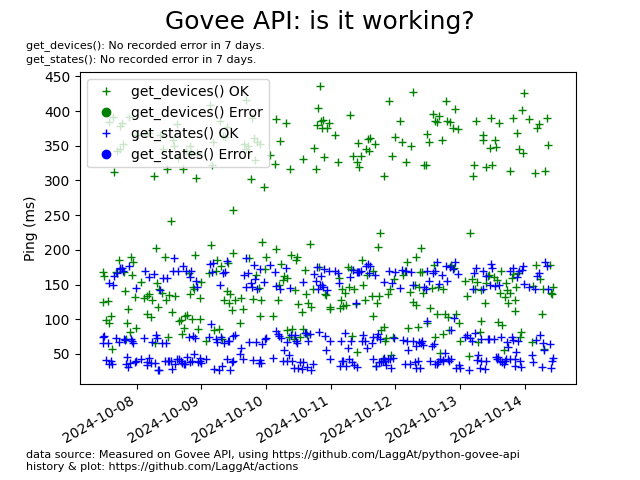 Govee API: is it working?
get_devices(): No recorded error in 7 days.
get_states(): No recorded error in 7 days.
get_devices() OK
get_devices() Error
get_states() OK
get_states() Error
Ping (ms)
450
400
350
300
250
200
150
100
50
2024-10-08
2024-10-09
2024-10-10
2024-10-11
2024-10-12
2024-10-13
2024-10-14
data source: Measured on Govee API, using https://github.com/LaggAt/python-govee-api
history & plot: https://github.com/LaggAt/actions